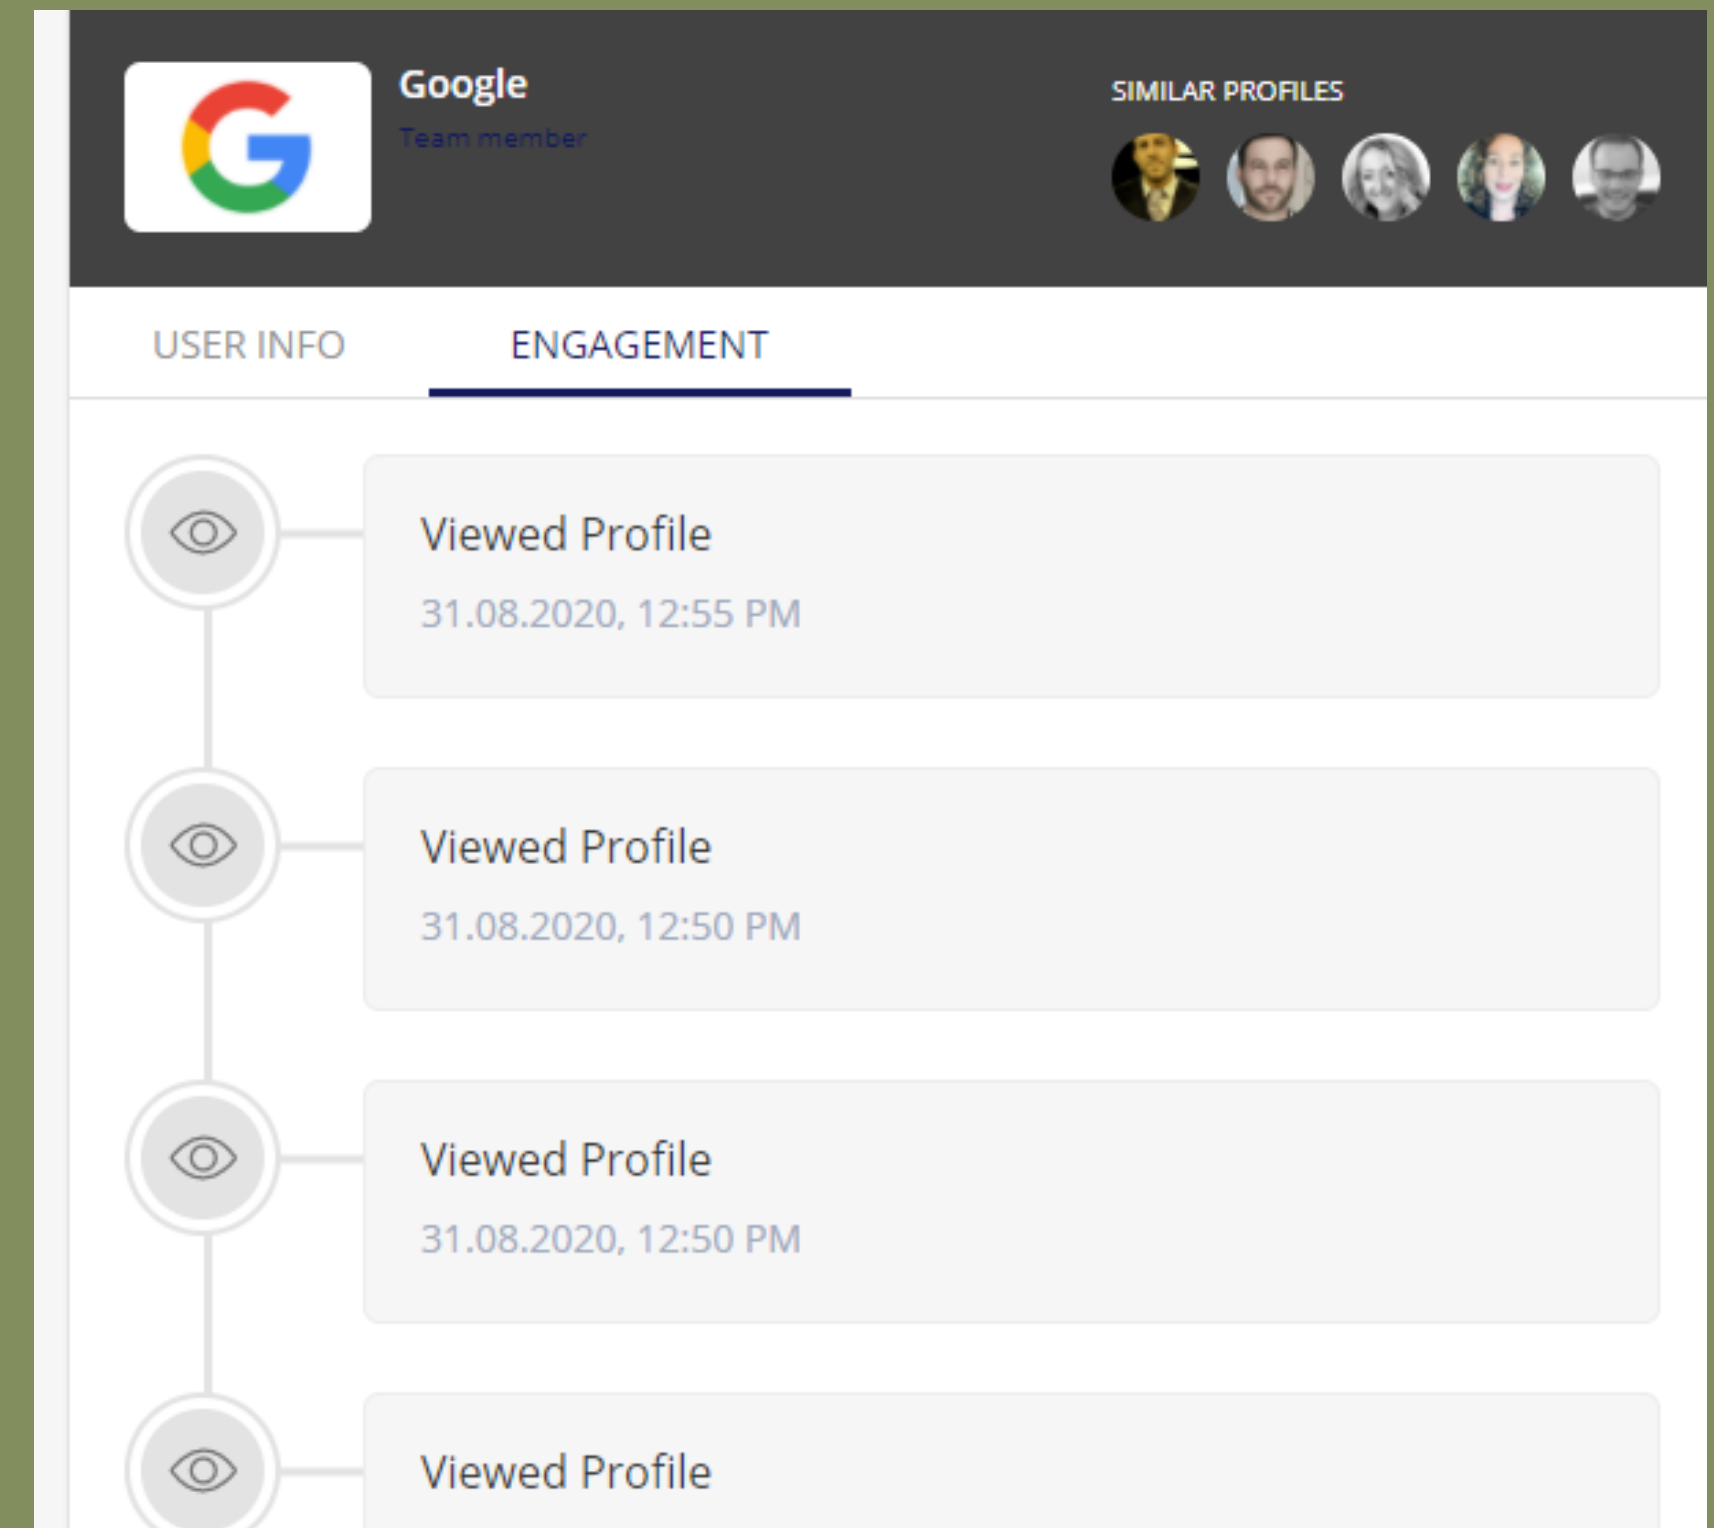 Google
Team member
SIMILAR PROFILES
USER INFO
ENGAGEMENT
Viewed Profile
31.08.2020, 12:55 PM
Viewed Profile
31.08.2020, 12:50 PM
Viewed Profile
31.08.2020, 12:50 PM
Viewed Profile